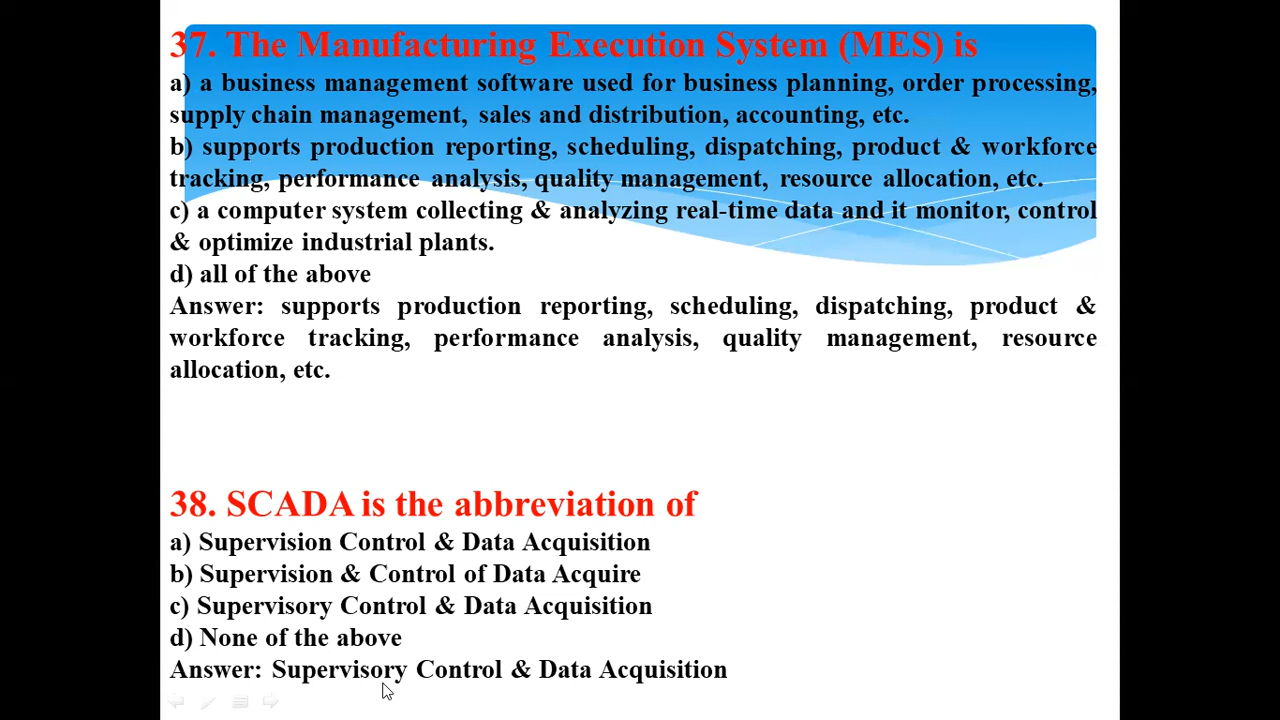 37. The Manufacturing Execution System (MES) is
a) a business management software used for business planning, order processing,
supply chain management, sales and distribution, accounting, etc.
b) supports production reporting, scheduling, dispatching, product & workforce
tracking, performance analysis, quality management, resource allocation, etc.
c) a computer system collecting & analyzing real-time data and it monitor, control
& optimize industrial plants.
d) all of the above
Answer: supports production reporting, scheduling, dispatching, product &
workforce tracking, performance analysis, quality management, resource
allocation, etc.
38. SCADA is the abbreviation of
a) Supervision Control & Data Acquisition
b) Supervision & Control of Data Acquire
c) Supervisory Control & Data Acquisition
d) None of the above
Answer: Supervisory Control & Data Acquisition